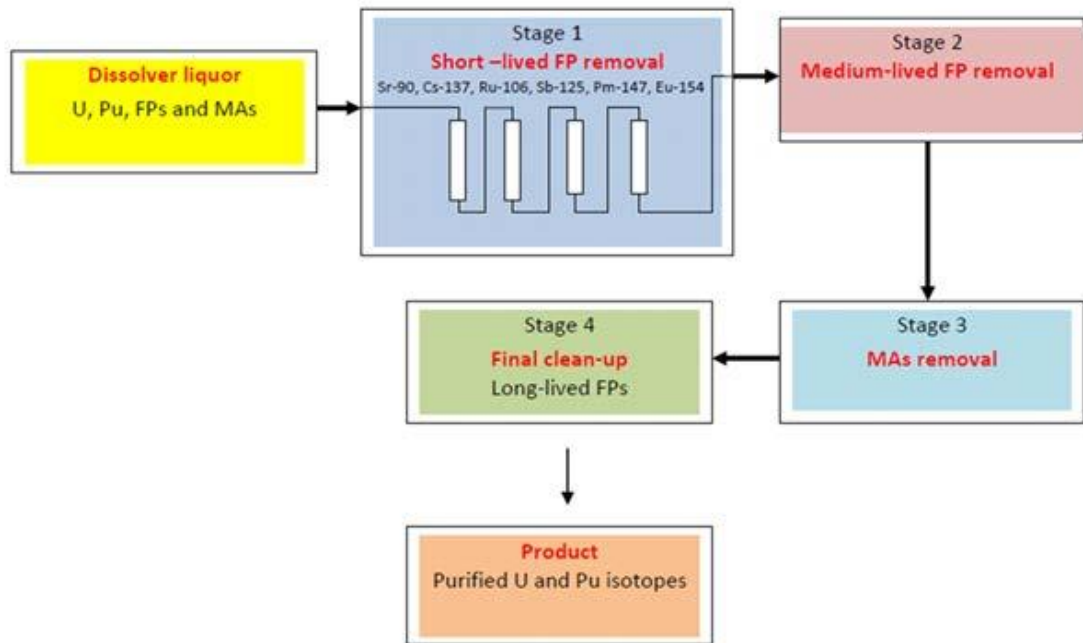 Dissolver liquor
U, Pu, FPs and MAs
Stage 1
Short –lived FP removal
Sr-90, Cs-137, Ru-106, Sb-125, Pm-147, Eu-154
Stage 2
Medium-lived FP removal
Stage 3
MAs removal
Stage 4
Final clean-up
Long-lived FPs
Product
Purified U and Pu isotopes